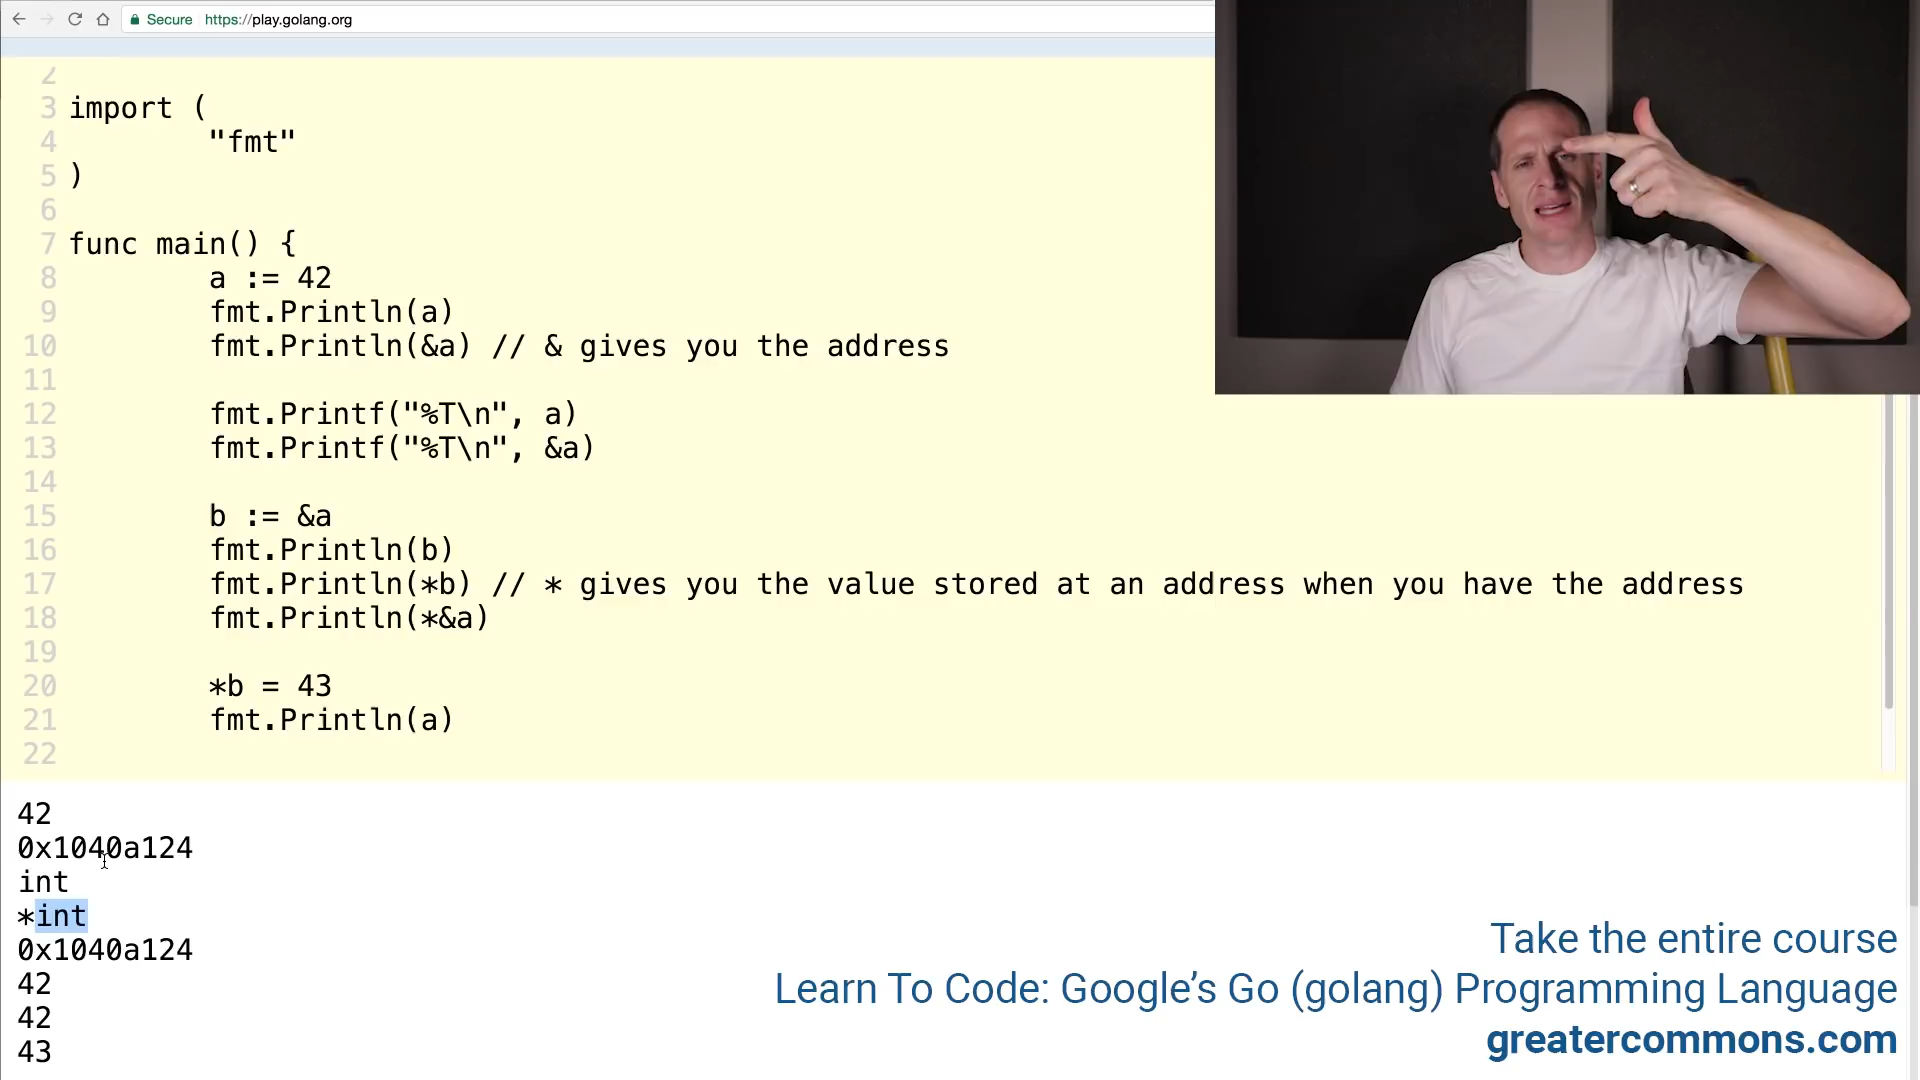 Secure https://play.golang.org
2
3 import (
4 "fmt"
5 )
6
7 func main() {
8 a := 42
9 fmt.Println(a)
10 fmt.Println(&a) // & gives you the address
11
12 fmt.Printf("%T\n", a)
13 fmt.Printf("%T\n", &a)
14
15 b := &a
16 fmt.Println(b)
17 fmt.Println(*b) // * gives you the value stored at an address when you have the address
18 fmt.Println(*&a)
19
20 *b = 43
21 fmt.Println(a)
22
42
0x1040a124
int
*int
0x1040a124
42
42
43
Take the entire course
Learn To Code: Google’s Go (golang) Programming Language
greatercommons.com